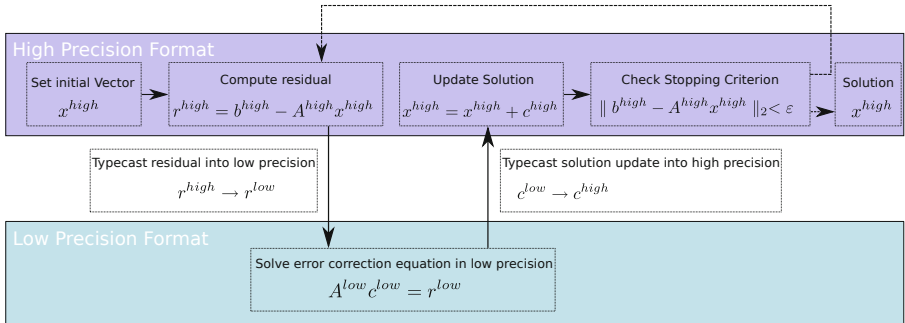 High Precision Format
Set initial Vector
x^{high}
Compute residual
r^{high} = b^{high} − A^{high}x^{high}
Update Solution
x^{high} = x^{high} + c^{high}
Check Stopping Criterion
∥ b^{high} − A^{high}x^{high} ∥_2 < ε
Solution
x^{high}
Typecast residual into low precision
r^{high} → r^{low}
Typecast solution update into high precision
c^{low} → c^{high}
Low Precision Format
Solve error correction equation in low precision
A^{low}c^{low} = r^{low}